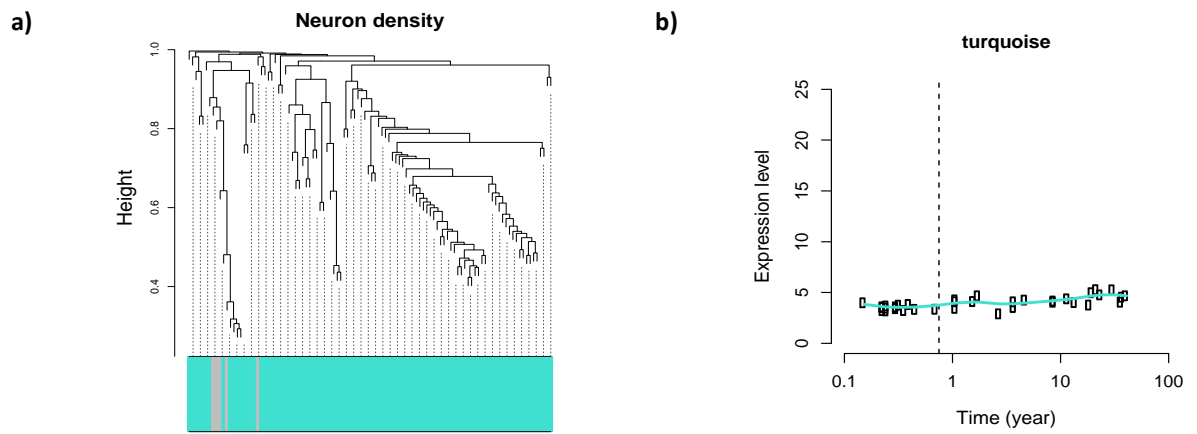 a)
Neuron density
Height
1.0
0.8
0.6
0.4
b)
turquoise
Expression level
25
20
15
10
5
0
0.1 1 10 100
Time (year)